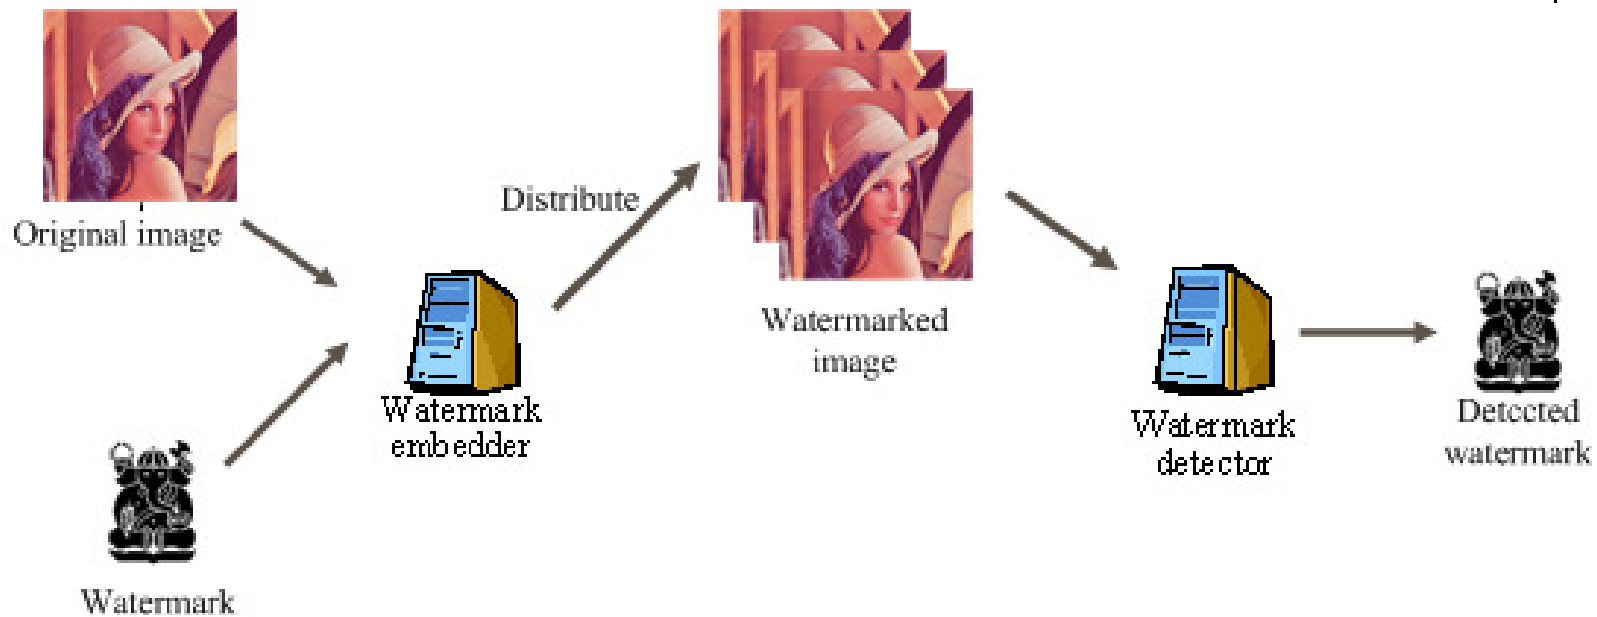 Original image
Distribute
Watermarked
image
Watermark
embedder
Watermark
detector
Detected
watermark
Watermark